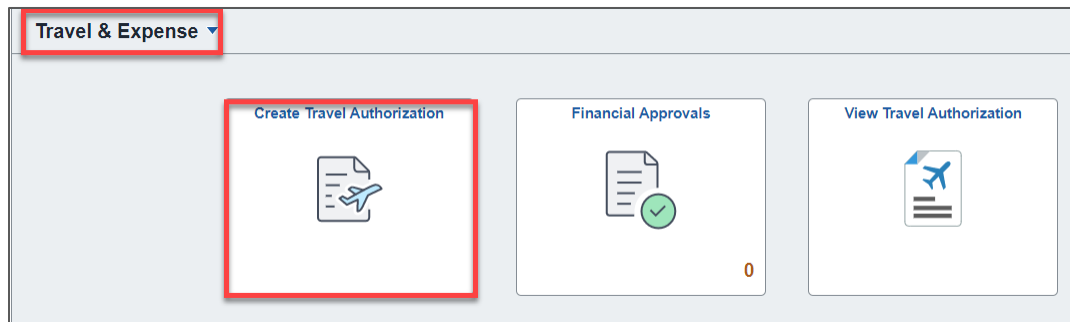 Travel & Expense
Create Travel Authorization
Financial Approvals
View Travel Authorization
0